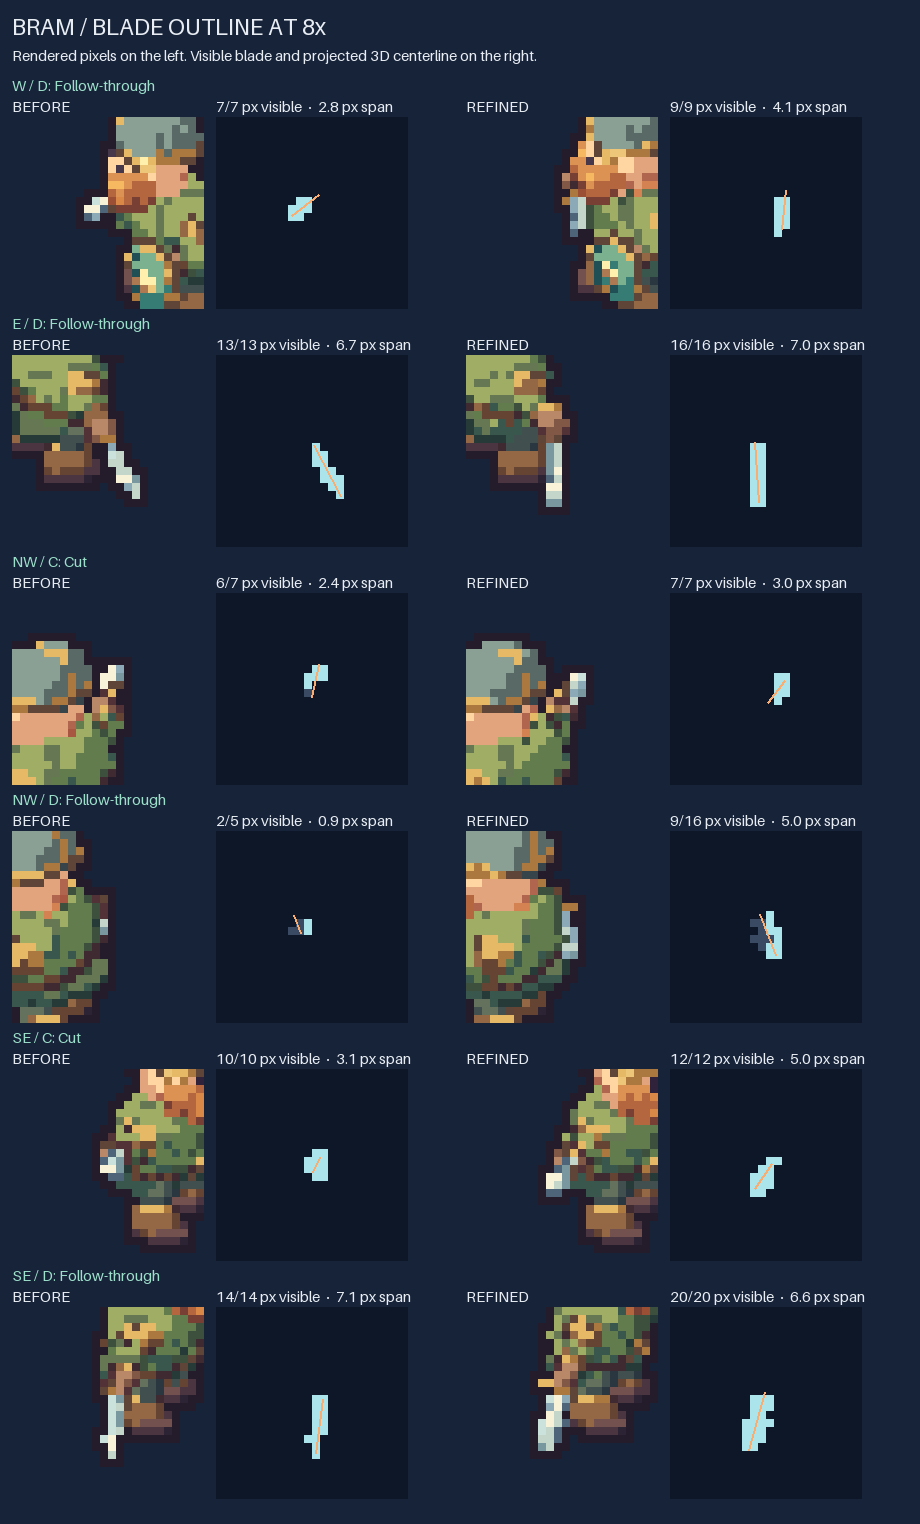 BRAM / BLADE OUTLINE AT 8x
Rendered pixels on the left. Visible blade and projected 3D centerline on the right.
W / D: Follow-through
BEFORE 7/7 px visible · 2.8 px span REFINED 9/9 px visible · 4.1 px span
E / D: Follow-through
BEFORE 13/13 px visible · 6.7 px span REFINED 16/16 px visible · 7.0 px span
NW / C: Cut
BEFORE 6/7 px visible · 2.4 px span REFINED 7/7 px visible · 3.0 px span
NW / D: Follow-through
BEFORE 2/5 px visible · 0.9 px span REFINED 9/16 px visible · 5.0 px span
SE / C: Cut
BEFORE 10/10 px visible · 3.1 px span REFINED 12/12 px visible · 5.0 px span
SE / D: Follow-through
BEFORE 14/14 px visible · 7.1 px span REFINED 20/20 px visible · 6.6 px span